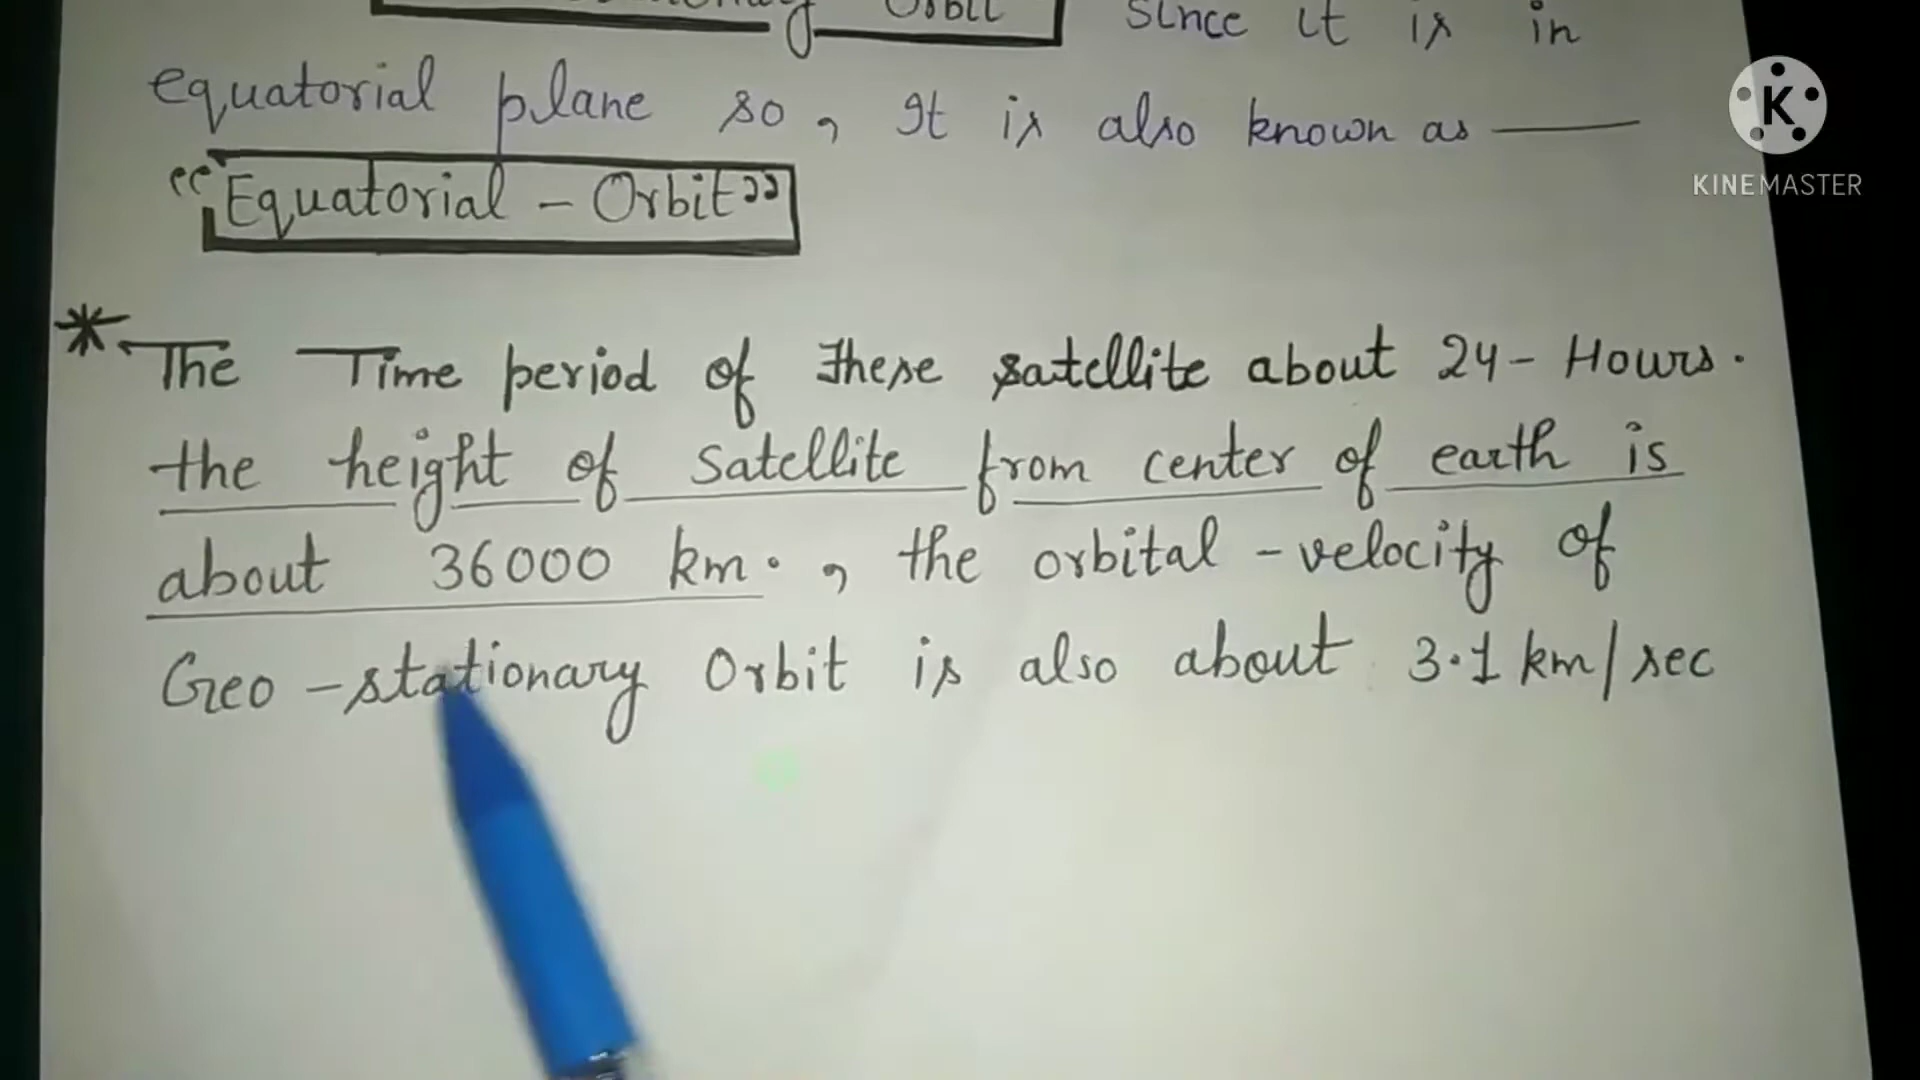 Orbit Since it is in
equatorial plane so, It is also known as —
"Equatorial - Orbit"
* The Time period of these satellite about 24 - Hours.
the height of satellite from center of earth is
about 36000 km., the orbital - velocity of
Geo - stationary Orbit is also about 3.1 km/sec
K
KINEMASTER